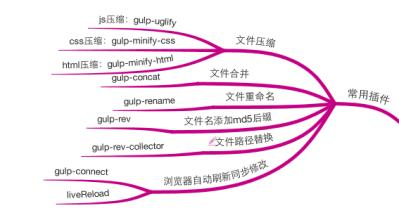 js压缩：gulp-uglify
css压缩：gulp-minify-css
html压缩：gulp-minify-html
文件压缩
gulp-concat
文件合并
gulp-rename
文件重命名
gulp-rev
文件名添加md5后缀
gulp-rev-collector
文件路径替换
gulp-connect
liveReload
浏览器自动刷新同步修改
常用插件